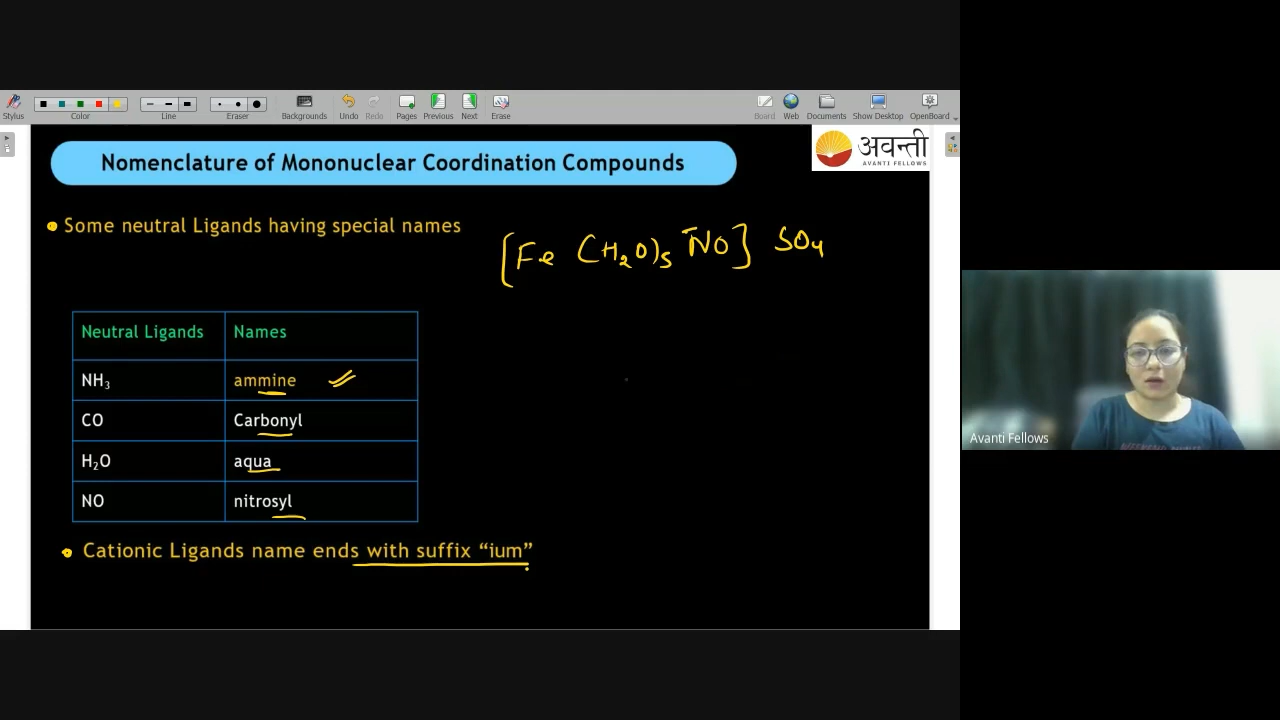 Stylus
Color
Line
Eraser
Backgrounds
Undo
Redo
Pages
Previous
Next
Erase
Board
Web
Documents
Show Desktop
OpenBoard
Nomenclature of Mononuclear Coordination Compounds
अवन्ती
AVANTI FELLOWS
Some neutral Ligands having special names
[Fe (H₂O)₅ NO] SO₄
Neutral Ligands Names
NH₃ ammine
CO Carbonyl
H₂O aqua
NO nitrosyl
Cationic Ligands name ends with suffix “ium”
Avanti Fellows